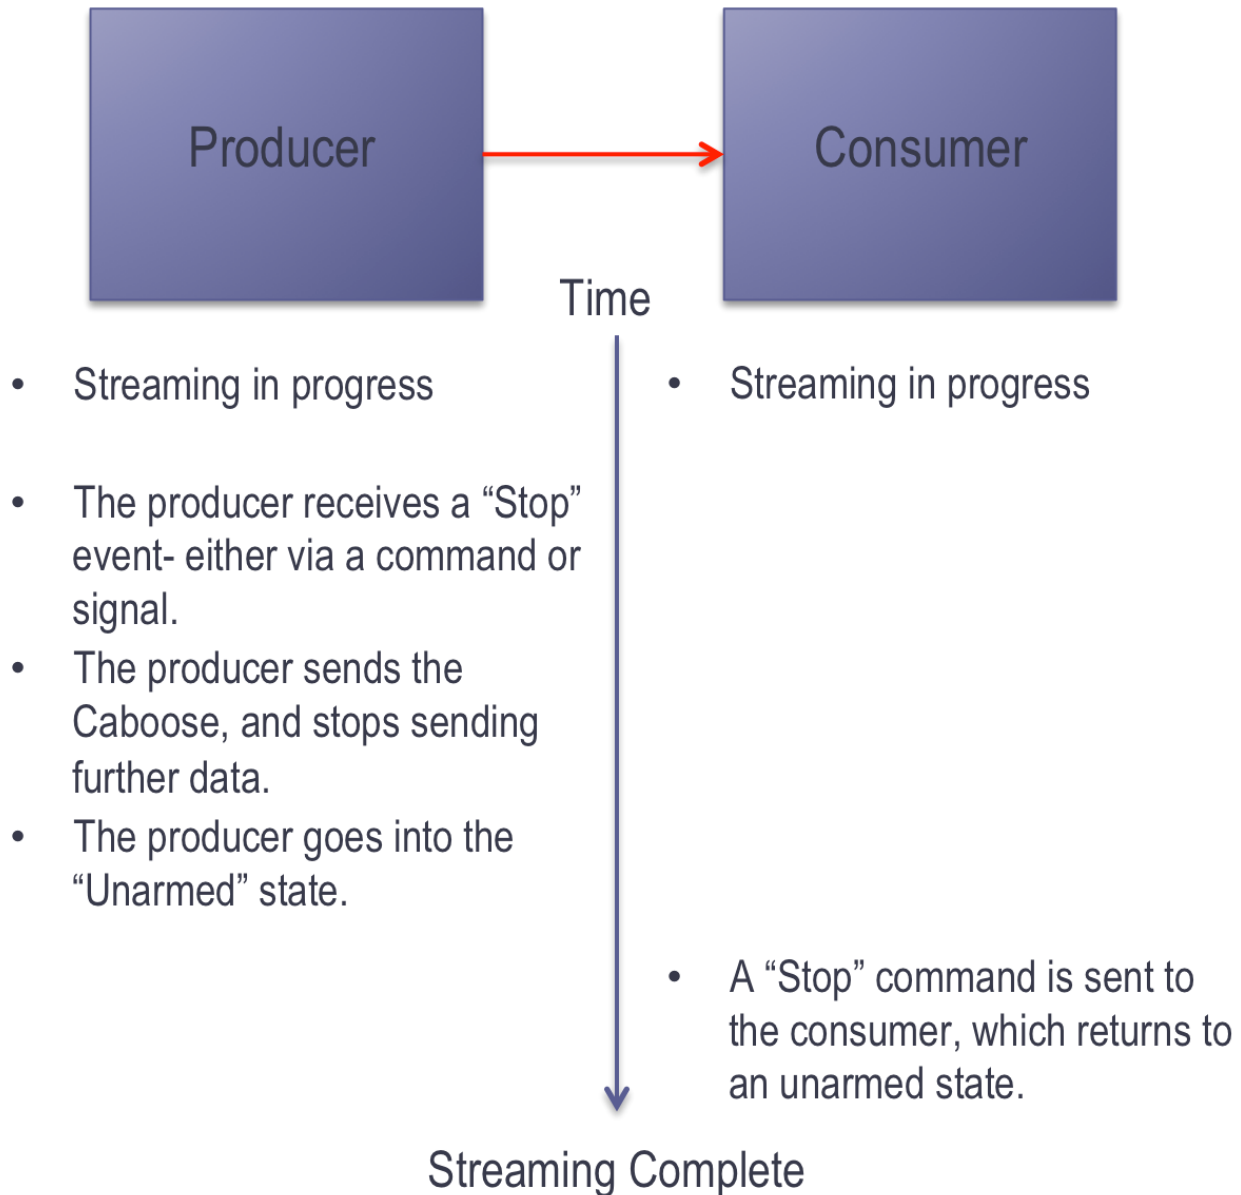 Producer
Consumer
Time
• Streaming in progress
• The producer receives a “Stop”
event- either via a command or
signal.
• The producer sends the
Caboose, and stops sending
further data.
• The producer goes into the
“Unarmed” state.
• Streaming in progress
• A “Stop” command is sent to
the consumer, which returns to
an unarmed state.
Streaming Complete